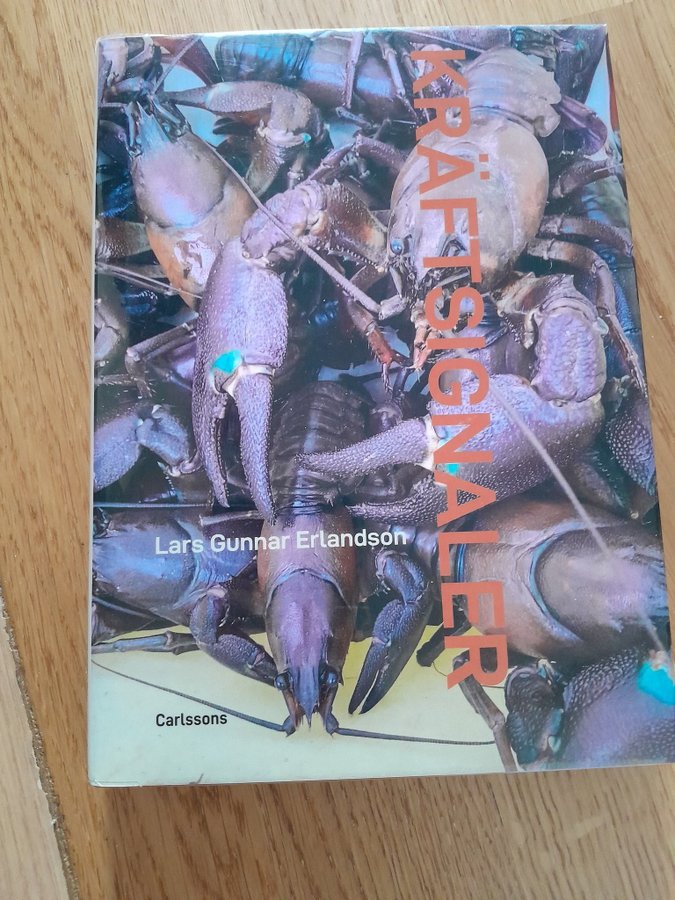 KRÄFTSIGNALER
Lars Gunnar Erlandson
Carlssons